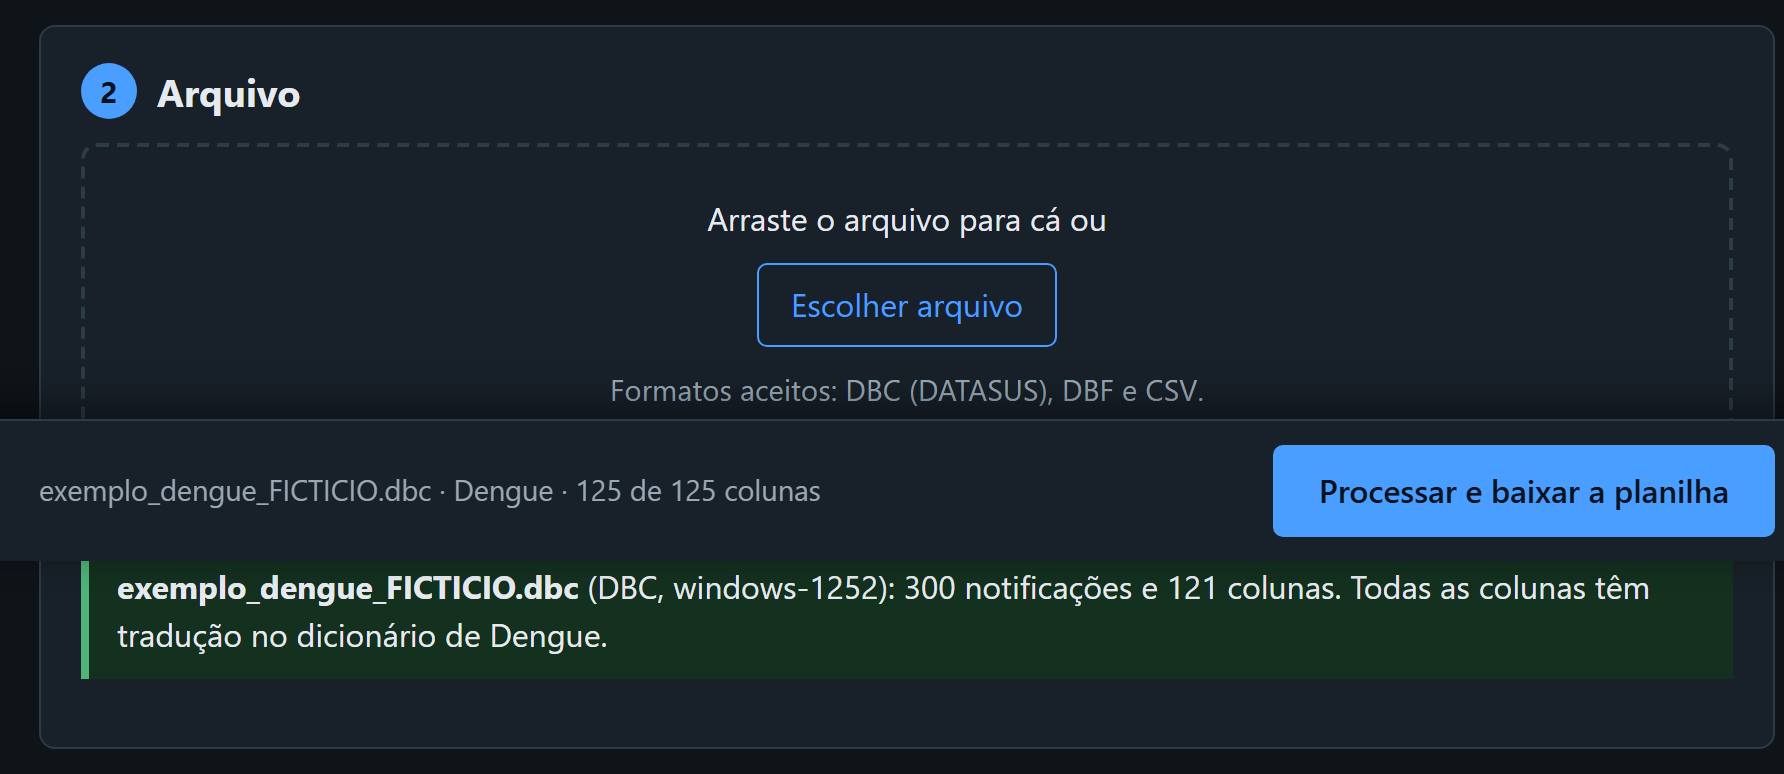 2
Arquivo
Arraste o arquivo para cá ou
Escolher arquivo
Formatos aceitos: DBC (DATASUS), DBF e CSV.
exemplo_dengue_FICTICIO.dbc · Dengue · 125 de 125 colunas
Processar e baixar a planilha
exemplo_dengue_FICTICIO.dbc (DBC, windows-1252): 300 notificações e 121 colunas. Todas as colunas têm
tradução no dicionário de Dengue.